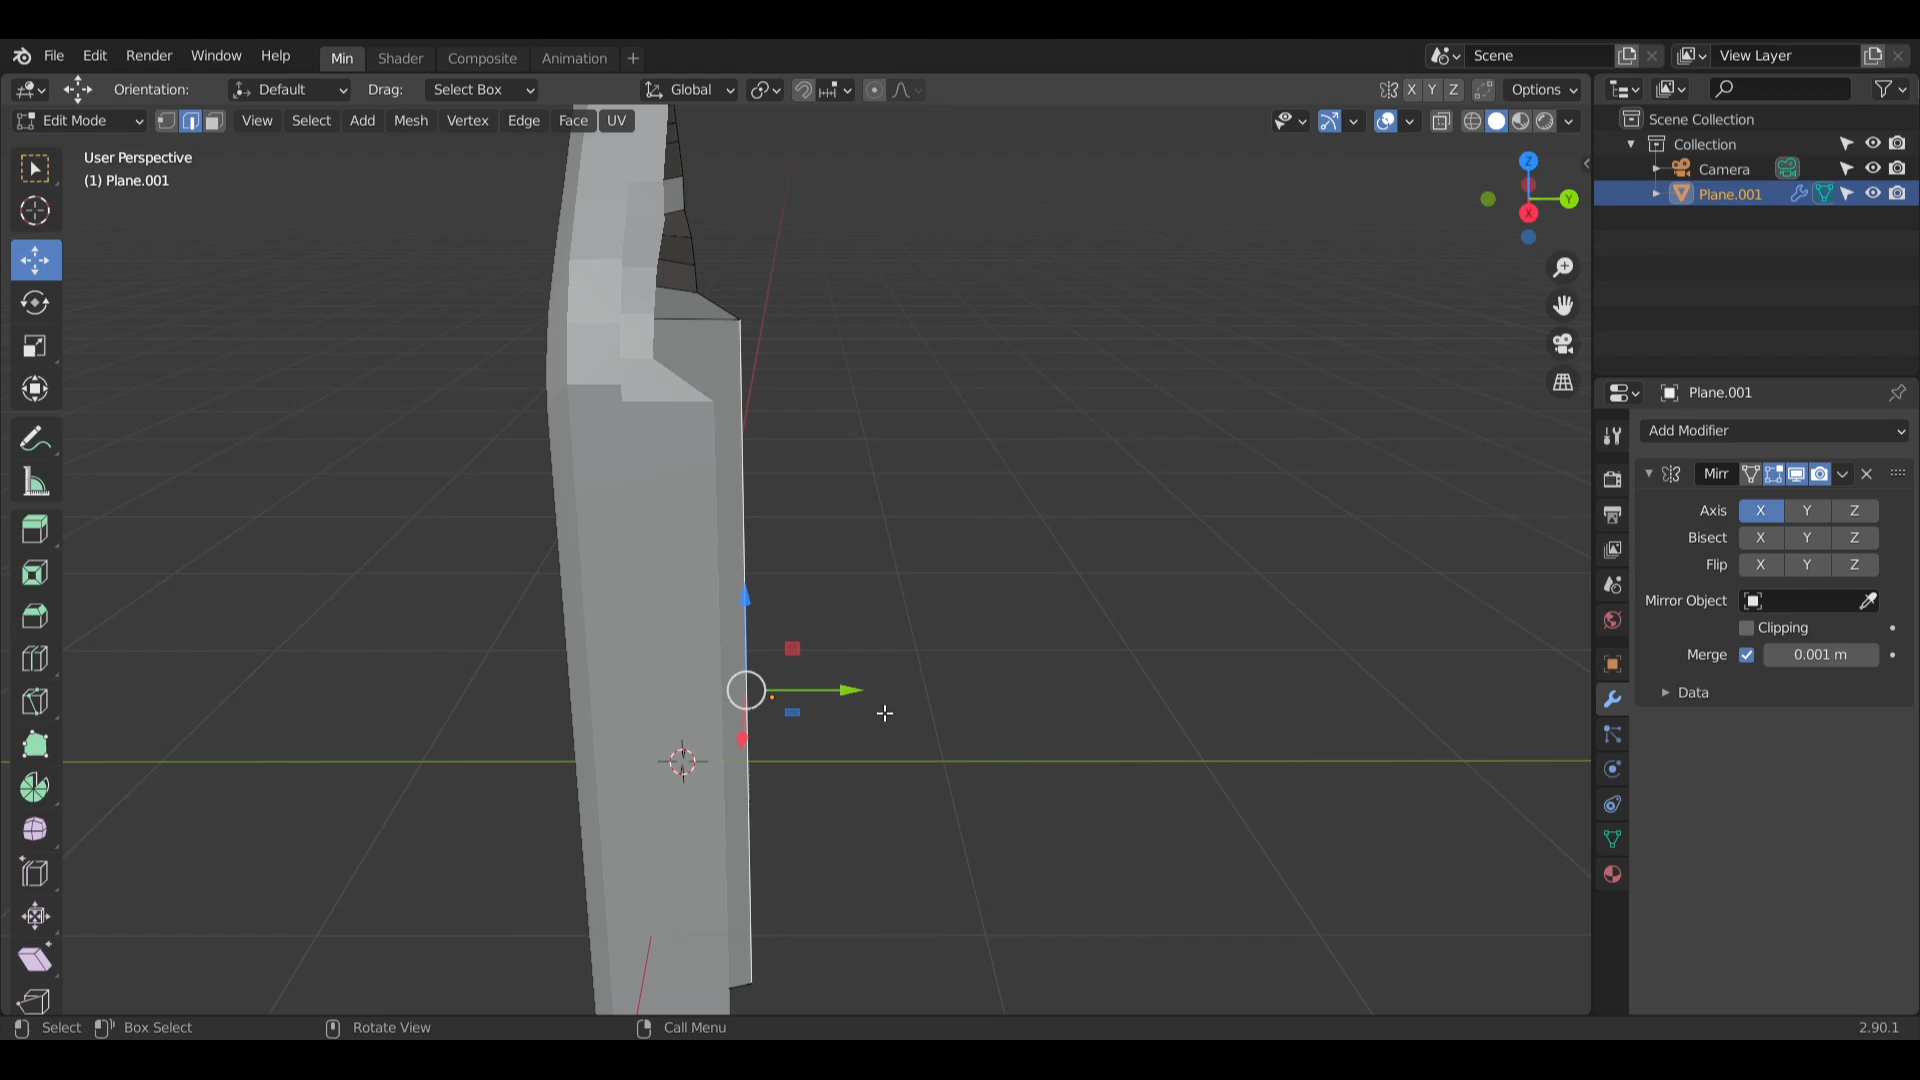 File Edit Render Window Help Min Shader Composite Animation + Scene View Layer
Orientation: Default Drag: Select Box Global X Y Z Options
Edit Mode View Select Add Mesh Vertex Edge Face UV
User Perspective
(1) Plane.001
Z
Y
X
Scene Collection
Collection
Camera
Plane.001
Plane.001
Add Modifier
Mirr
Axis X Y Z
Bisect X Y Z
Flip X Y Z
Mirror Object
Clipping
Merge 0.001 m
Data
Select Box Select Rotate View Call Menu 2.90.1